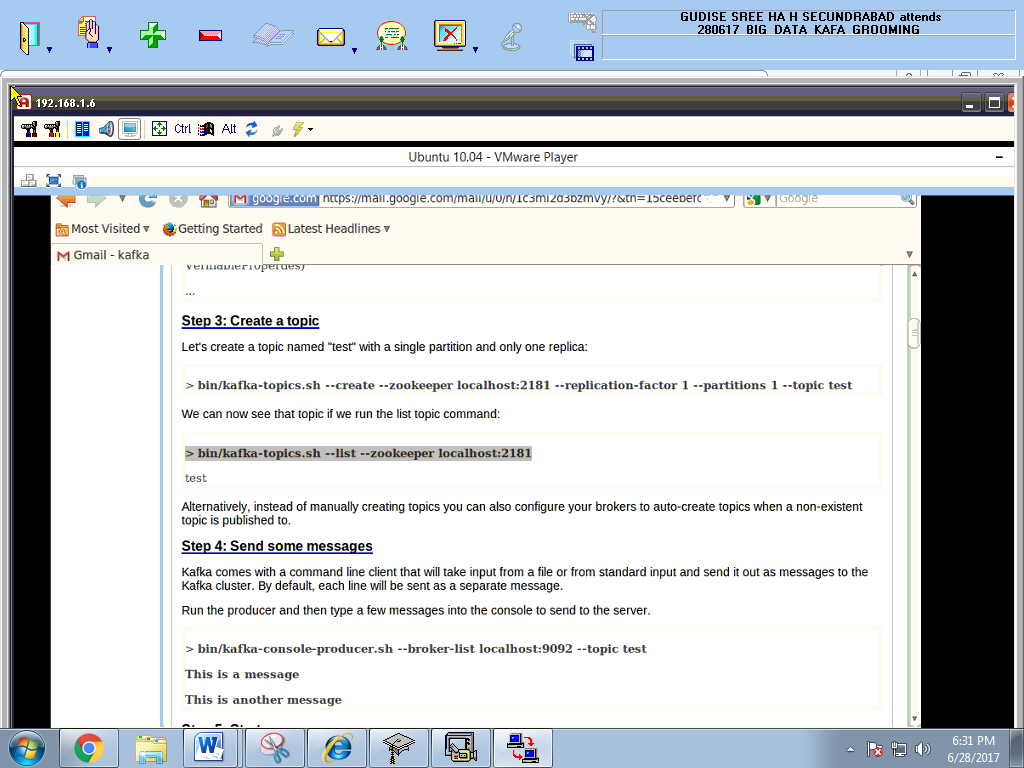 GUDISE SREE HA H SECUNDRABAD attends
280617 BIG DATA KAFA GROOMING
192.168.1.6
Ctrl Alt
Ubuntu 10.04 - VMware Player
google.com
Google
Most Visited Getting Started Latest Headlines
Gmail - kafka
VerifiableProperties)
...
Step 3: Create a topic
Let's create a topic named "test" with a single partition and only one replica:
> bin/kafka-topics.sh --create --zookeeper localhost:2181 --replication-factor 1 --partitions 1 --topic test
We can now see that topic if we run the list topic command:
> bin/kafka-topics.sh --list --zookeeper localhost:2181
test
Alternatively, instead of manually creating topics you can also configure your brokers to auto-create topics when a non-existent
topic is published to.
Step 4: Send some messages
Kafka comes with a command line client that will take input from a file or from standard input and send it out as messages to the
Kafka cluster. By default, each line will be sent as a separate message.
Run the producer and then type a few messages into the console to send to the server.
> bin/kafka-console-producer.sh --broker-list localhost:9092 --topic test
This is a message
This is another message
6:31 PM
6/28/2017